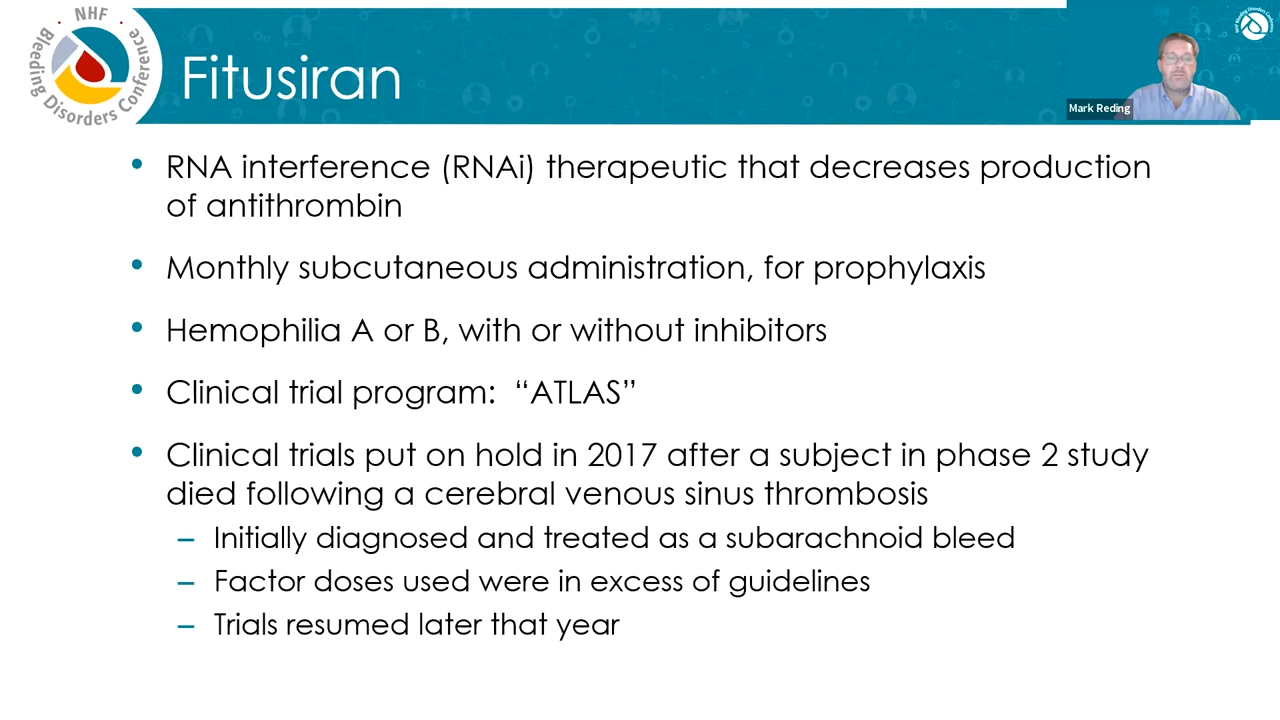 NHF
Bleeding Disorders Conference
Fitusiran
Mark Reding
• RNA interference (RNAi) therapeutic that decreases production
of antithrombin
• Monthly subcutaneous administration, for prophylaxis
• Hemophilia A or B, with or without inhibitors
• Clinical trial program:  “ATLAS”
• Clinical trials put on hold in 2017 after a subject in phase 2 study
died following a cerebral venous sinus thrombosis
– Initially diagnosed and treated as a subarachnoid bleed
– Factor doses used were in excess of guidelines
– Trials resumed later that year